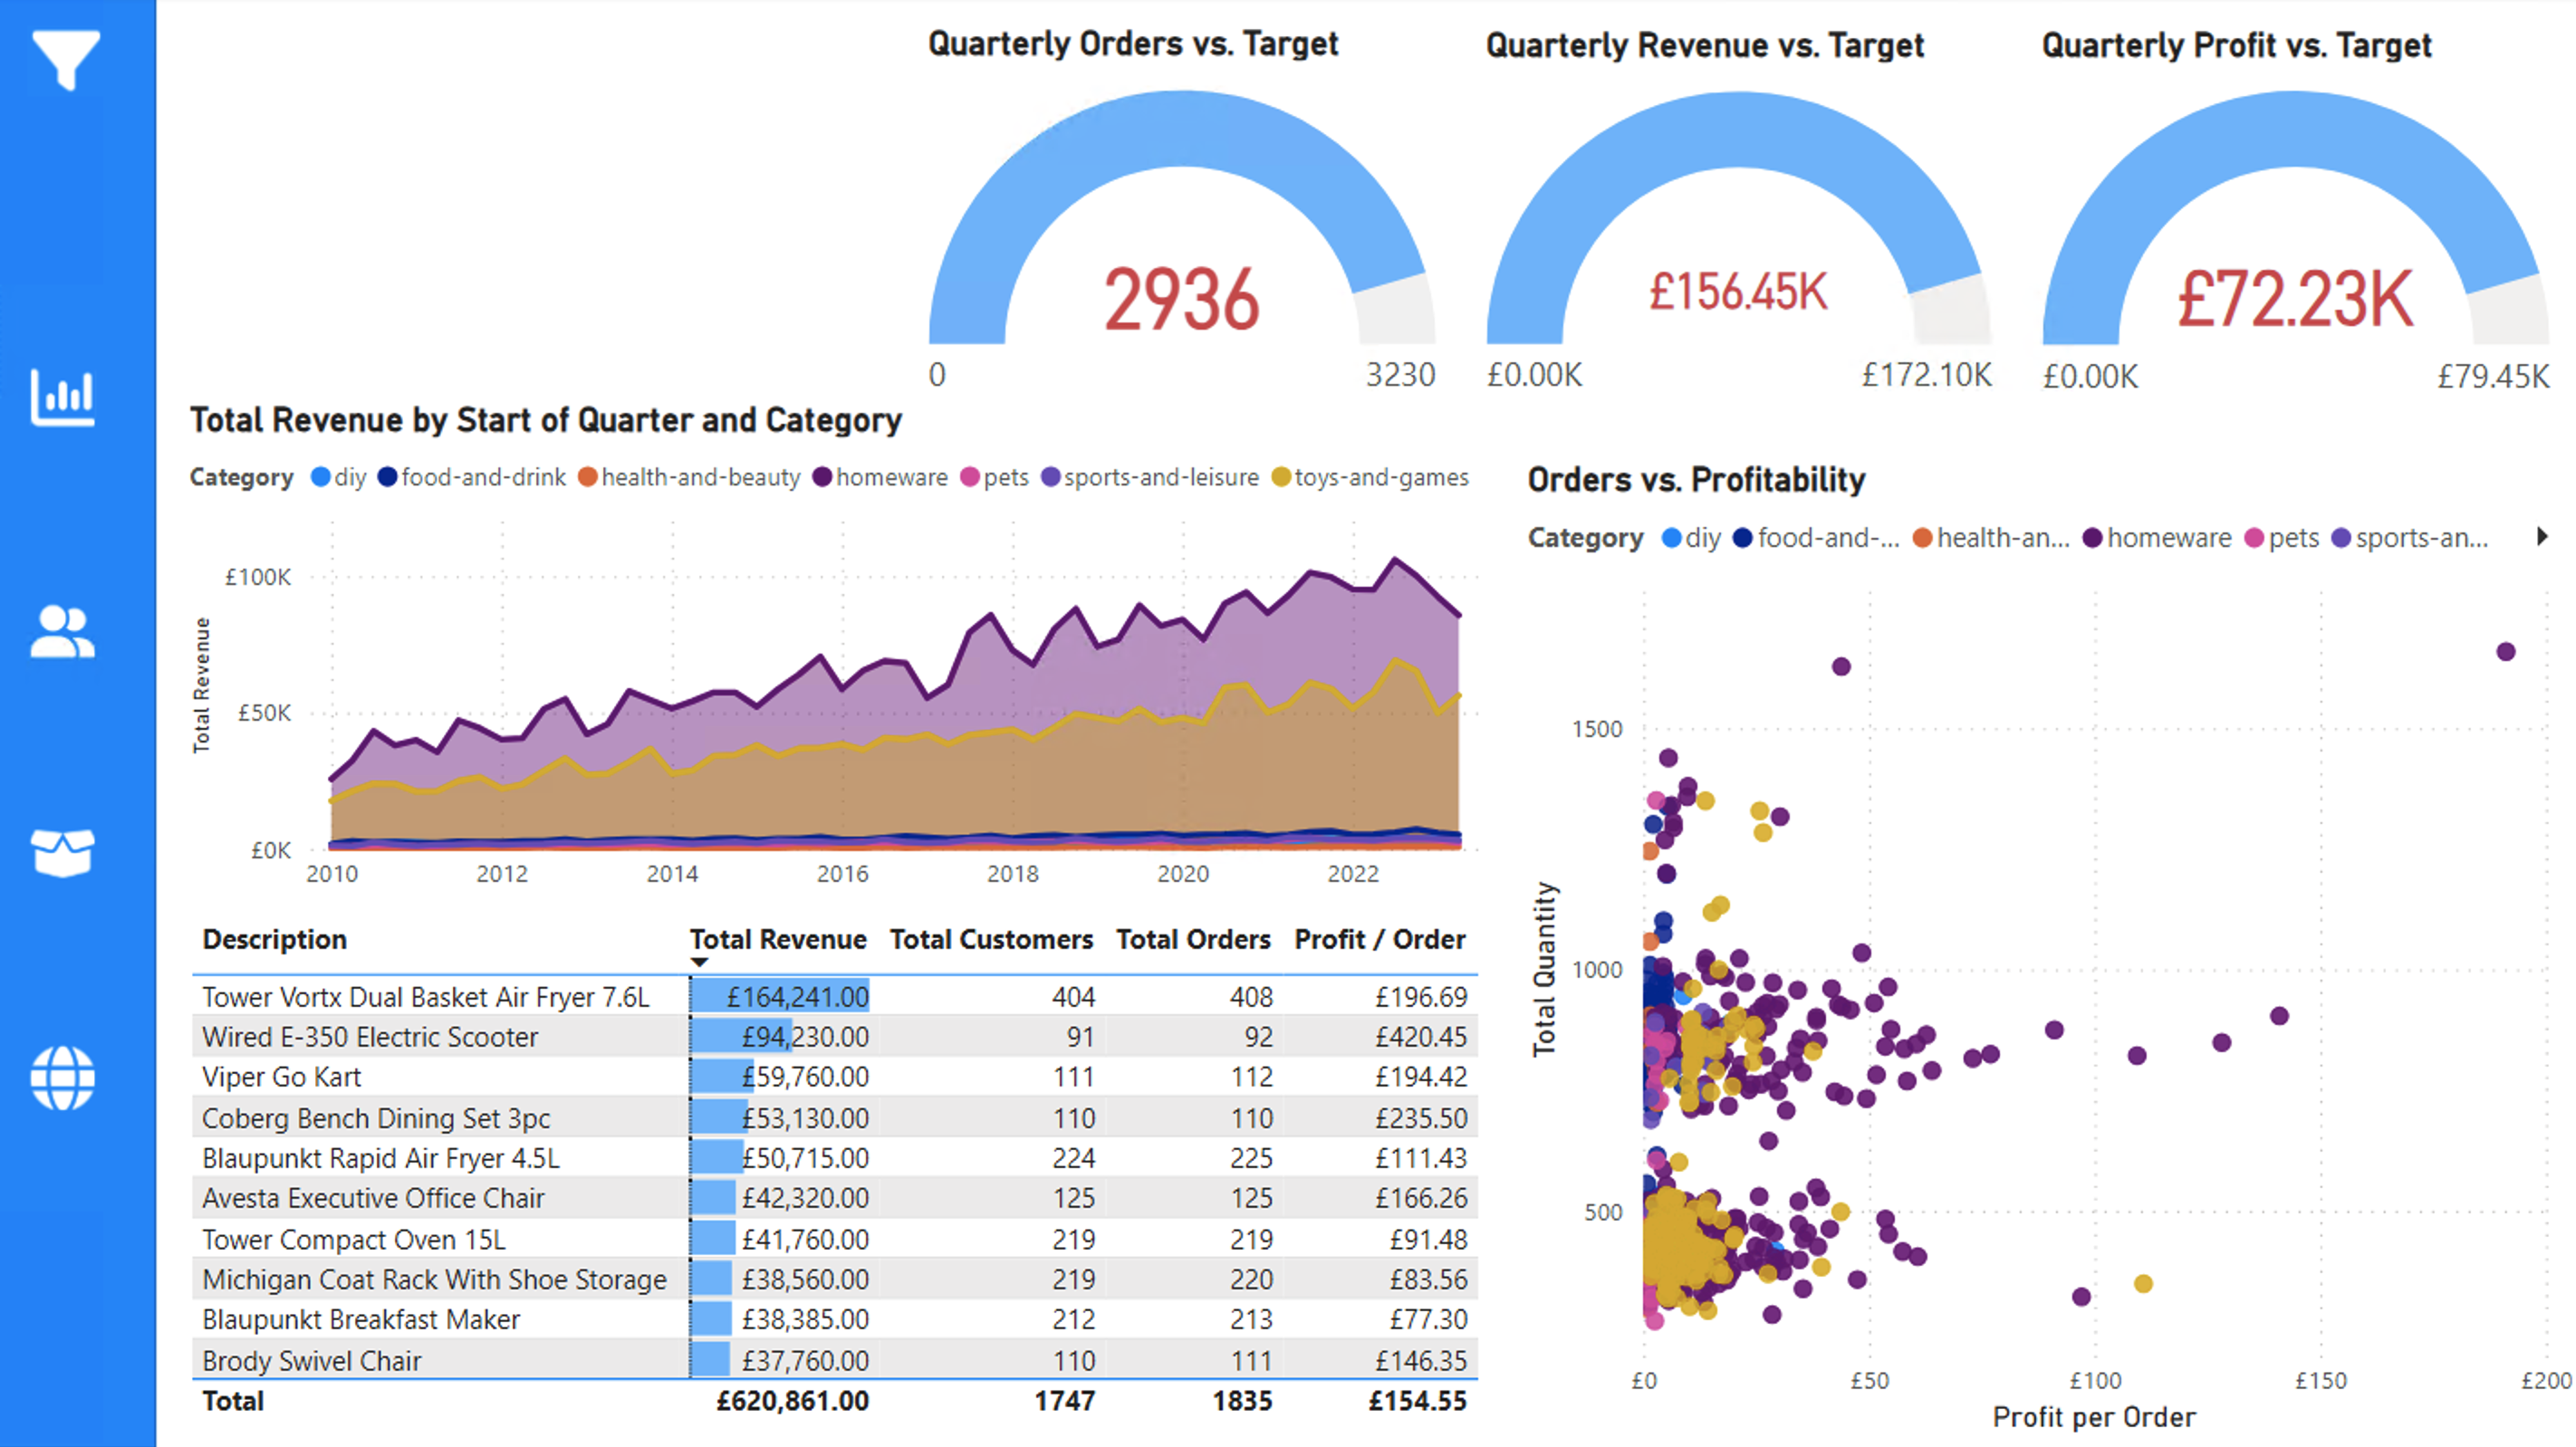 Quarterly Orders vs. Target
2936
0 3230
Quarterly Revenue vs. Target
£156.45K
£0.00K £172.10K
Quarterly Profit vs. Target
£72.23K
£0.00K £79.45K
Total Revenue by Start of Quarter and Category
Category diy food-and-drink health-and-beauty homeware pets sports-and-leisure toys-and-games
Total Revenue
£100K
£50K
£0K
2010 2012 2014 2016 2018 2020 2022
Description Total Revenue Total Customers Total Orders Profit / Order
Tower Vortx Dual Basket Air Fryer 7.6L £164,241.00 404 408 £196.69
Wired E-350 Electric Scooter £94,230.00 91 92 £420.45
Viper Go Kart £59,760.00 111 112 £194.42
Coberg Bench Dining Set 3pc £53,130.00 110 110 £235.50
Blaupunkt Rapid Air Fryer 4.5L £50,715.00 224 225 £111.43
Avesta Executive Office Chair £42,320.00 125 125 £166.26
Tower Compact Oven 15L £41,760.00 219 219 £91.48
Michigan Coat Rack With Shoe Storage £38,560.00 219 220 £83.56
Blaupunkt Breakfast Maker £38,385.00 212 213 £77.30
Brody Swivel Chair £37,760.00 110 111 £146.35
Total £620,861.00 1747 1835 £154.55
Orders vs. Profitability
Category diy food-and-... health-an... homeware pets sports-an...
Total Quantity
1500
1000
500
£0 £50 £100 £150 £200
Profit per Order